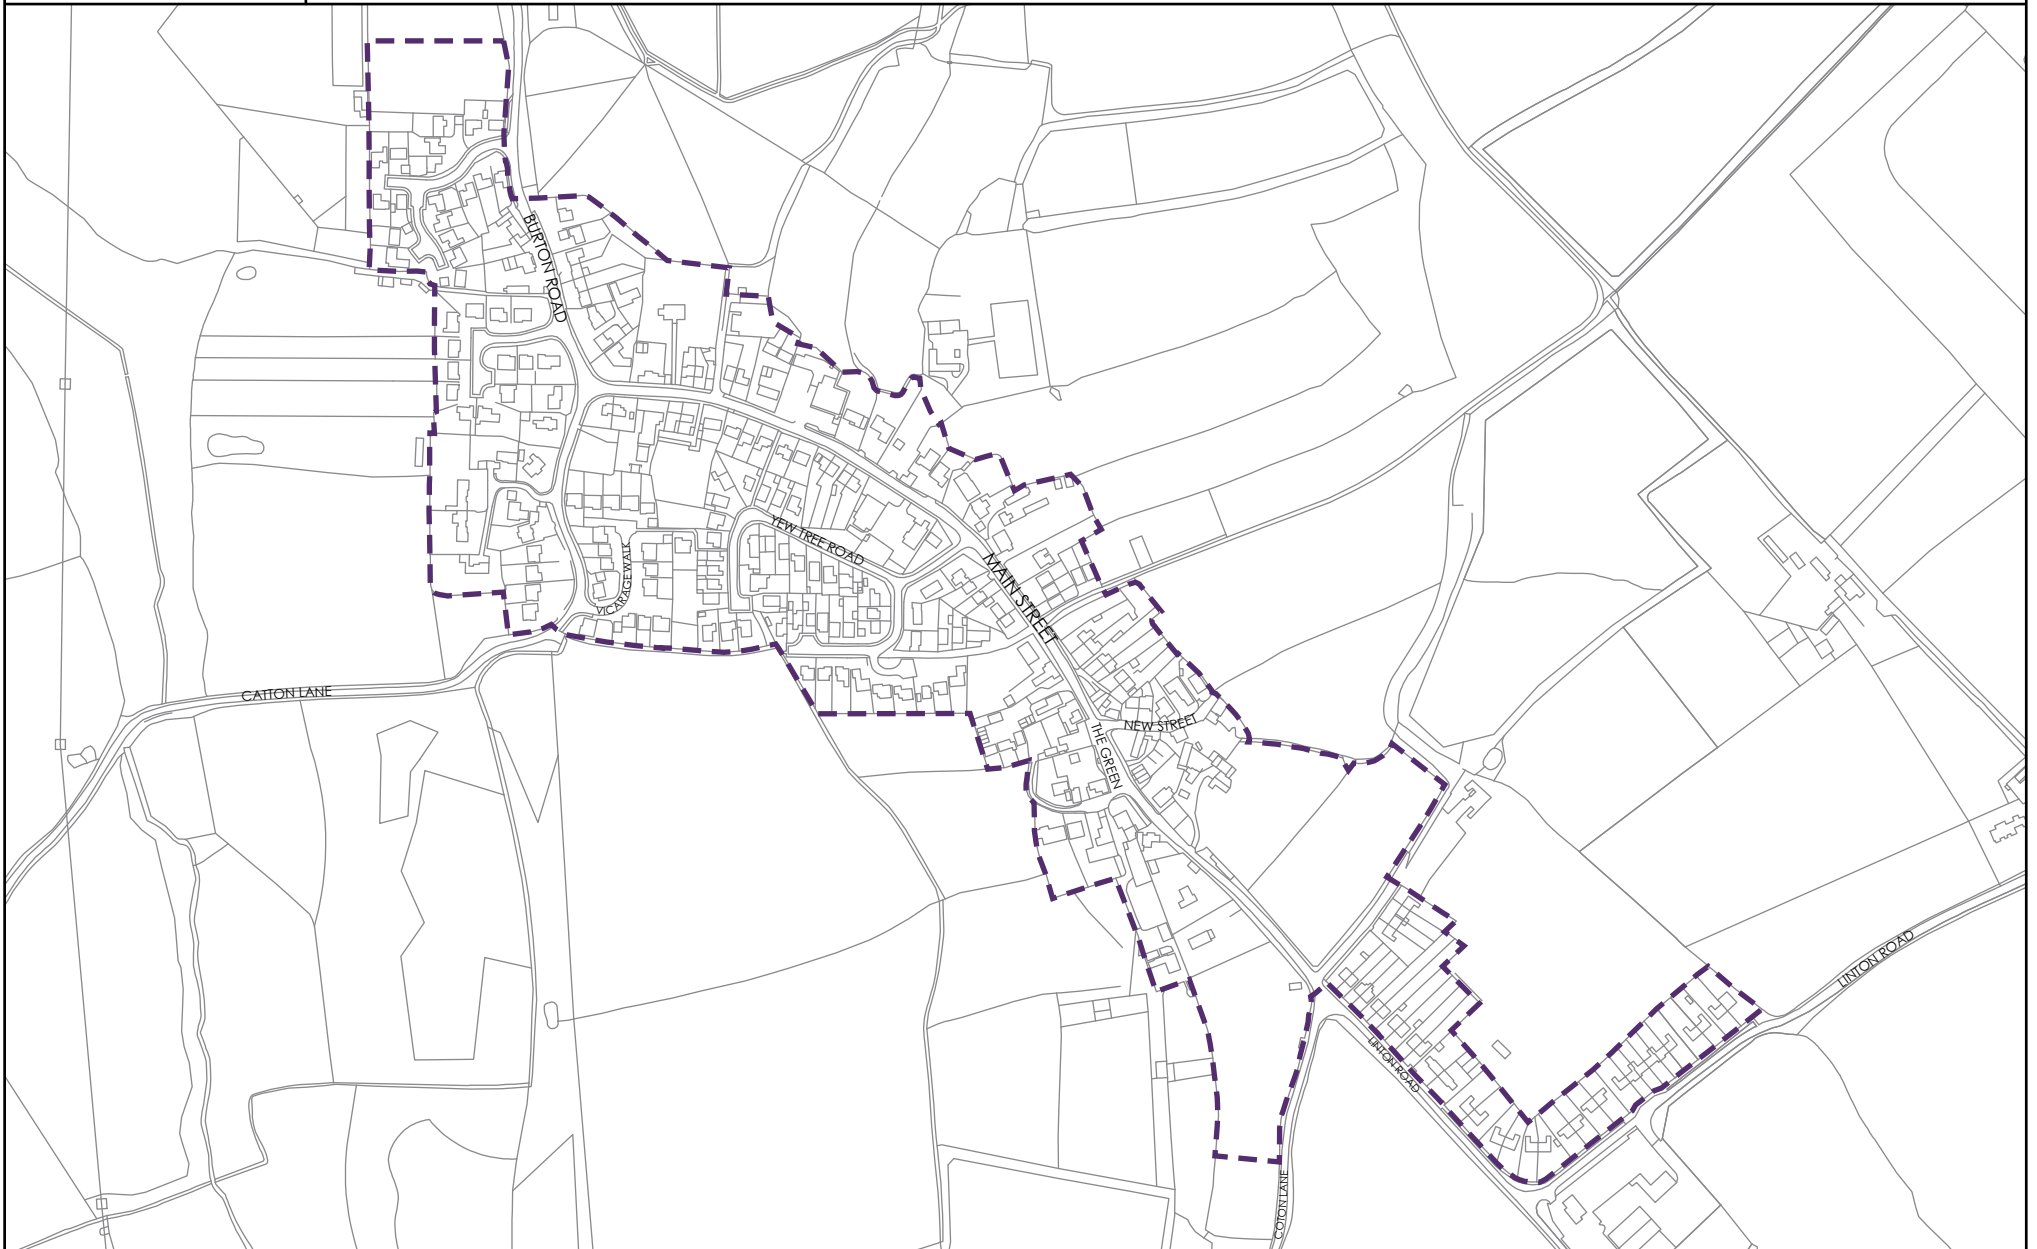 BURTON ROAD
YEW TREE ROAD
MAIN STREET
VICARAGE WALK
CATTON LANE
NEW STREET
THE GREEN
LINTON ROAD
LINTON ROAD
COTON LANE